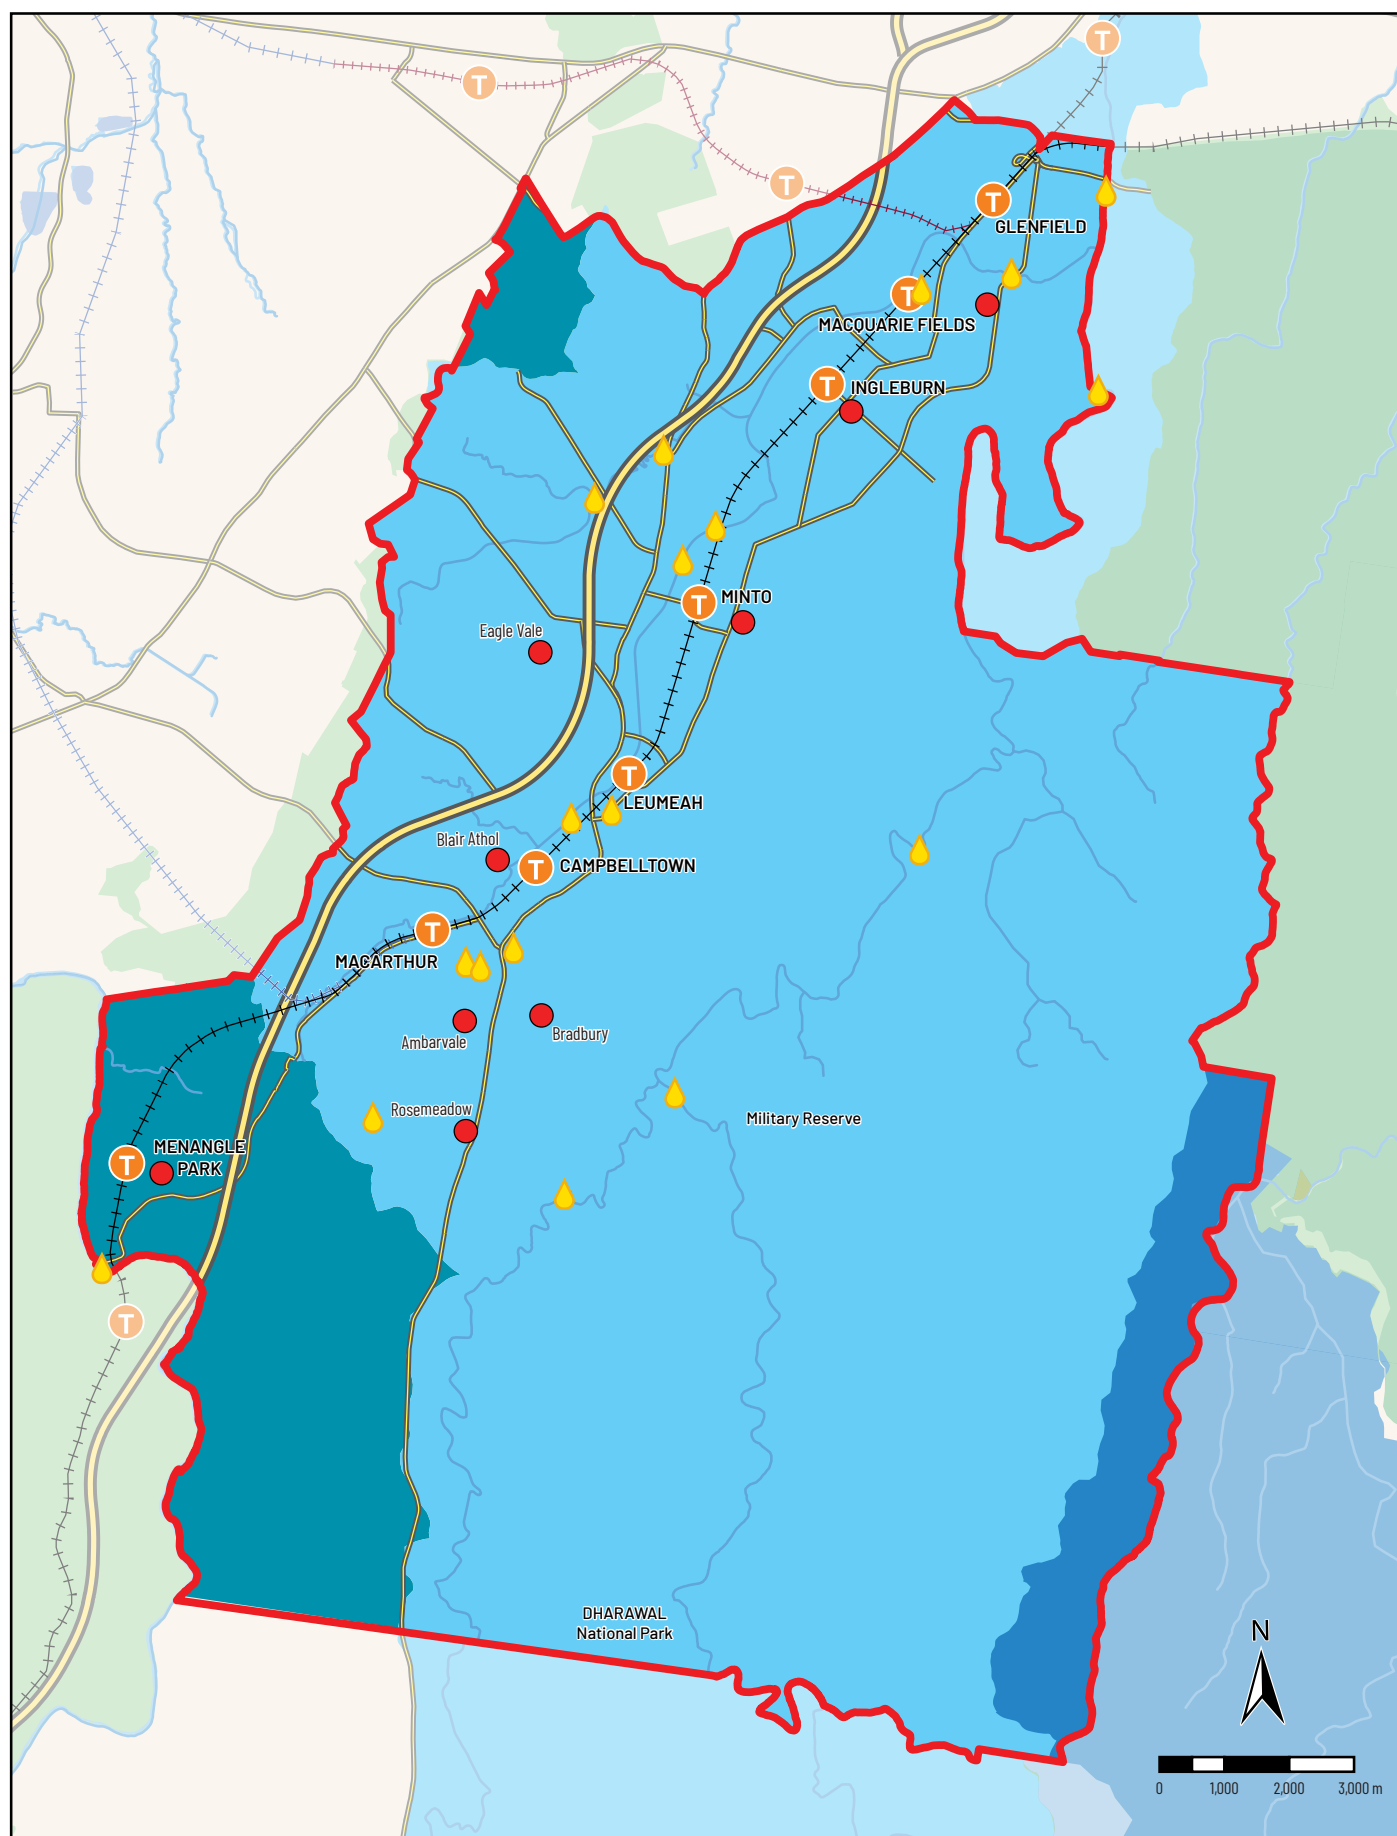 T
T
T
T
GLENFIELD
T
MACQUARIE FIELDS
T
INGLEBURN
T
MINTO
Eagle Vale
T
LEUMEAH
Blair Athol
T
CAMPBELLTOWN
T
MACARTHUR
Ambarvale
Bradbury
Rosemeadow
Military Reserve
T
MENANGLE
PARK
T
DHARAWAL
National Park
N
0 1,000 2,000 3,000 m